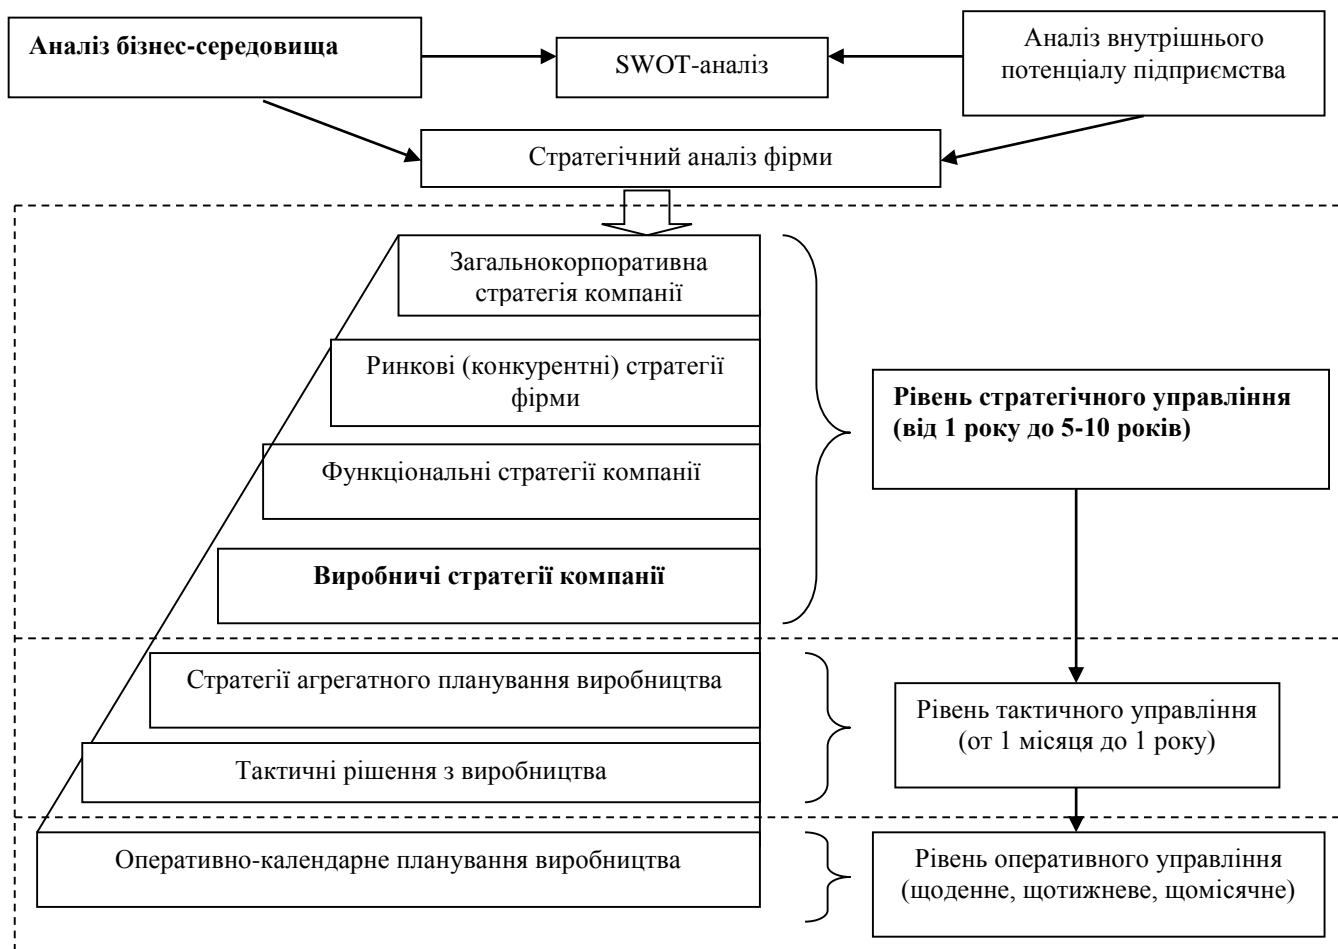 Аналіз бізнес-середовища
SWOT-аналіз
Аналіз внутрішнього
потенціалу підприємства
Стратегічний аналіз фірми
Загальнокорпоративна
стратегія компанії
Ринкові (конкурентні) стратегії
фірми
Функціональні стратегії компанії
Виробничі стратегії компанії
Рівень стратегічного управління
(від 1 року до 5-10 років)
Стратегії агрегатного планування виробництва
Тактичні рішення з виробництва
Рівень тактичного управління
(от 1 місяця до 1 року)
Оперативно-календарне планування виробництва
Рівень оперативного управління
(щоденне, щотижневе, щомісячне)